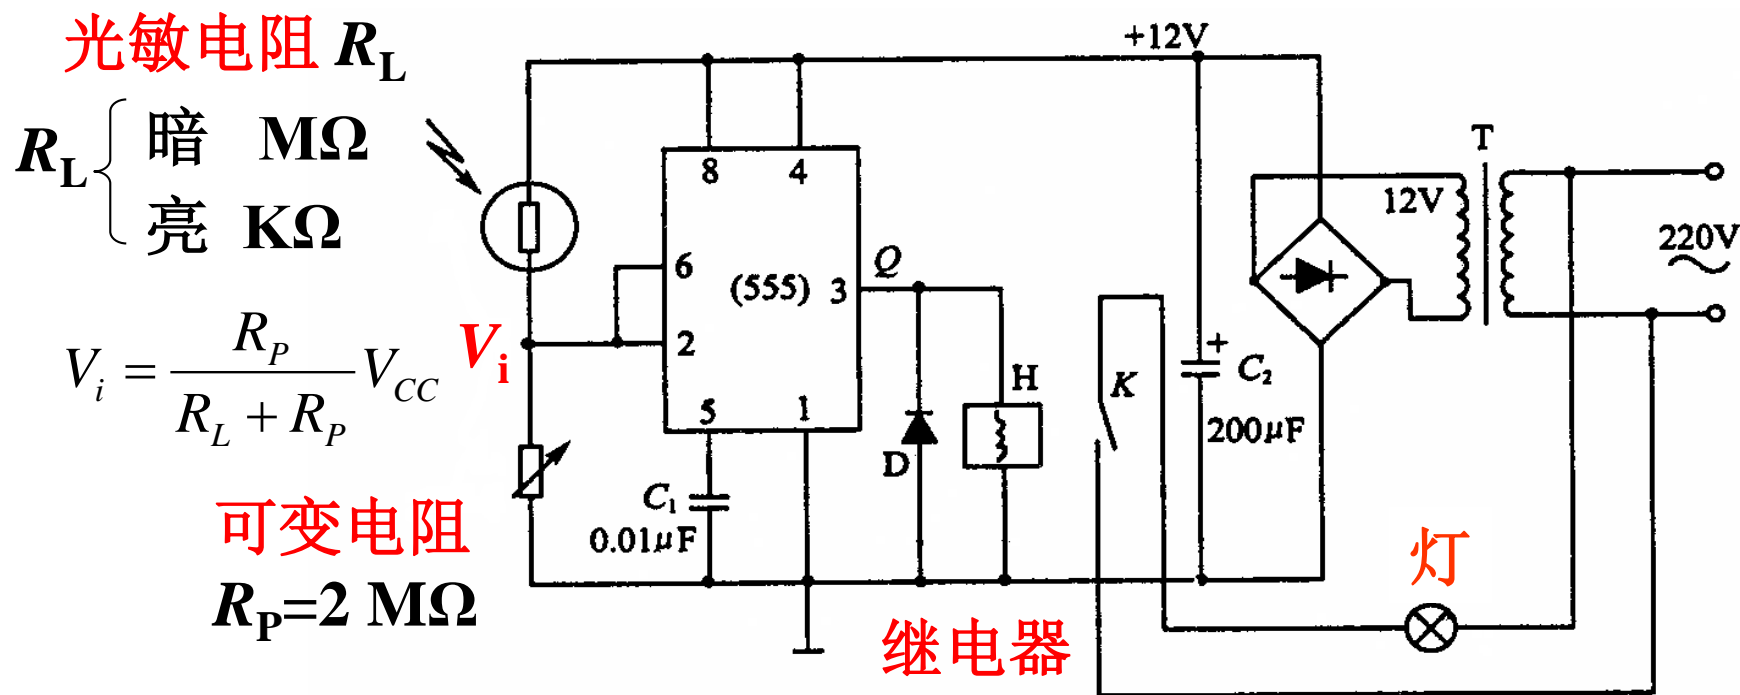 光敏电阻 RL
+12V
RL { 暗 MΩ
亮 KΩ
T
8 4
12V
220V
6 (555) 3 Q
2
Vi
Vi = RP / (RL + RP) VCC
H
K
+ C2
200μF
5 1
D
C1
0.01μF
可变电阻
RP=2 MΩ
灯
继电器